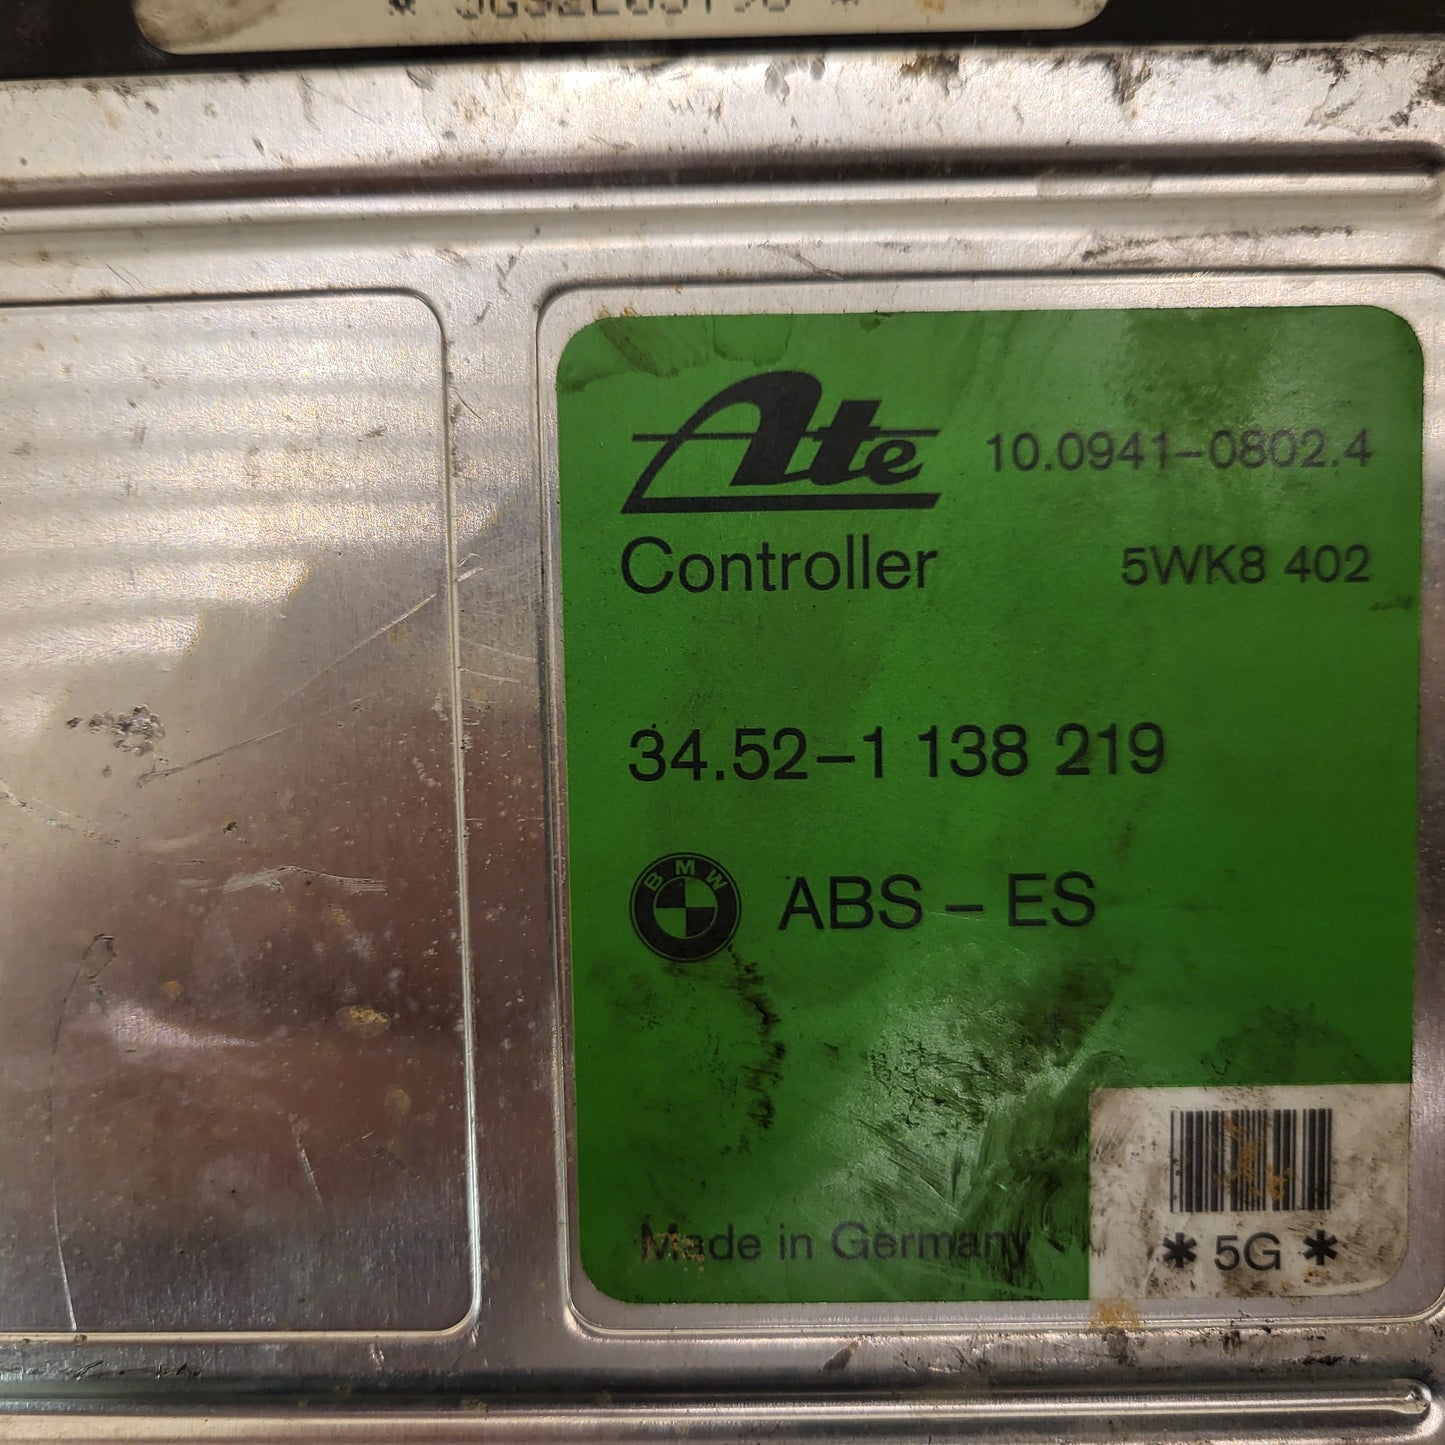 Ate 10.0941-0802.4
Controller 5WK8 402
34.52-1 138 219
BMW ABS - ES
Made in Germany
* 5G *